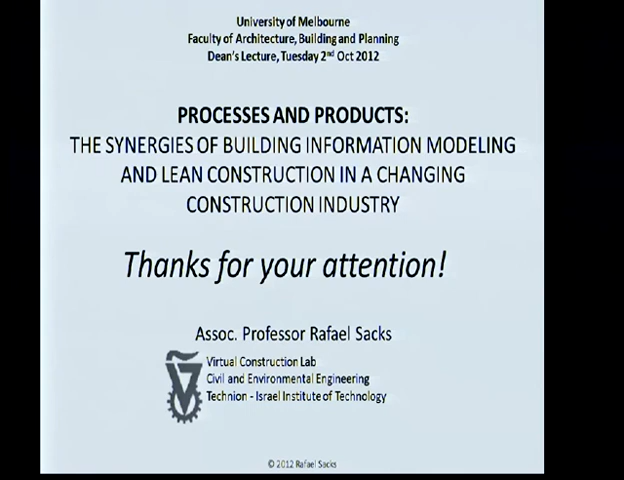 University of Melbourne
Faculty of Architecture, Building and Planning
Dean's Lecture, Tuesday 2nd Oct 2012
PROCESSES AND PRODUCTS:
THE SYNERGIES OF BUILDING INFORMATION MODELING
AND LEAN CONSTRUCTION IN A CHANGING
CONSTRUCTION INDUSTRY
Thanks for your attention!
Assoc. Professor Rafael Sacks
Virtual Construction Lab
Civil and Environmental Engineering
Technion - Israel Institute of Technology
© 2012 Rafael Sacks